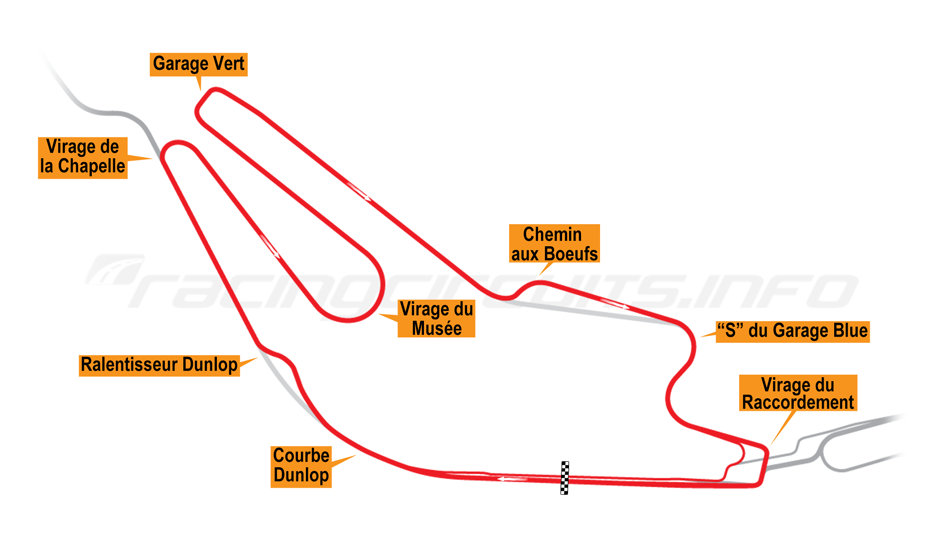 Garage Vert
Virage de
la Chapelle
Chemin
aux Boeufs
racingcircuits.info
Virage du
Musée
“S” du Garage Blue
Ralentisseur Dunlop
Virage du
Raccordement
Courbe
Dunlop